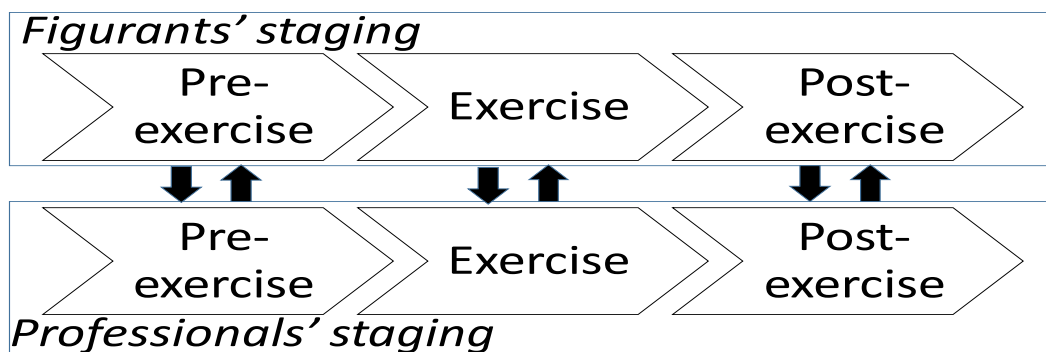 Figurants’ staging
Pre-
exercise
Exercise
Post-
exercise
Pre-
exercise
Exercise
Post-
exercise
Professionals’ staging